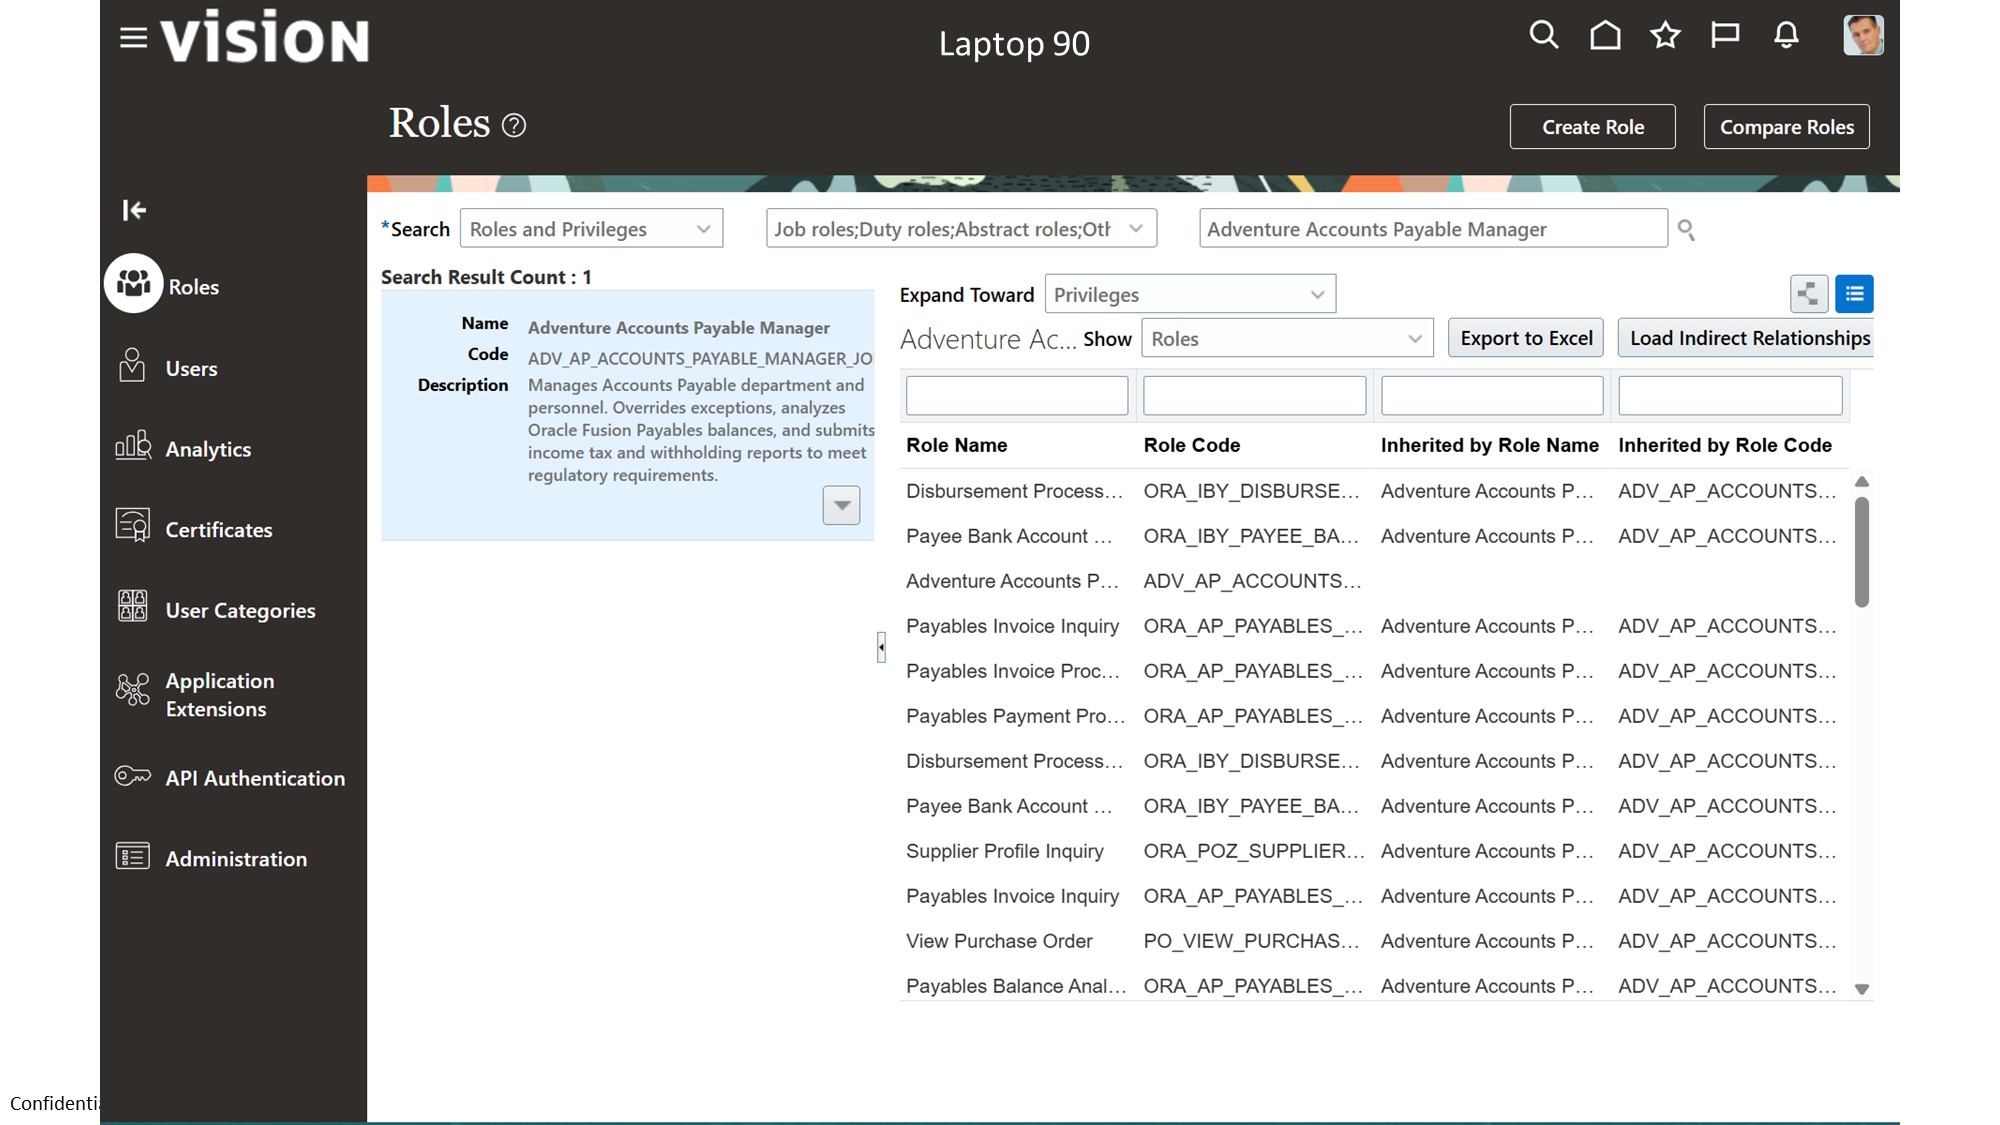 vision
Laptop 90
Roles
Create Role
Compare Roles
*Search
Roles and Privileges
Job roles;Duty roles;Abstract roles;Oth
Adventure Accounts Payable Manager
Roles
Users
Analytics
Certificates
User Categories
Application
Extensions
API Authentication
Administration
Search Result Count : 1
Name Adventure Accounts Payable Manager
Code ADV_AP_ACCOUNTS_PAYABLE_MANAGER_JO
Description Manages Accounts Payable department and
personnel. Overrides exceptions, analyzes
Oracle Fusion Payables balances, and submits
income tax and withholding reports to meet
regulatory requirements.
Expand Toward Privileges
Adventure Ac... Show Roles Export to Excel Load Indirect Relationships
Role Name Role Code Inherited by Role Name Inherited by Role Code
Disbursement Process... ORA_IBY_DISBURSE... Adventure Accounts P... ADV_AP_ACCOUNTS...
Payee Bank Account ... ORA_IBY_PAYEE_BA... Adventure Accounts P... ADV_AP_ACCOUNTS...
Adventure Accounts P... ADV_AP_ACCOUNTS...
Payables Invoice Inquiry ORA_AP_PAYABLES_... Adventure Accounts P... ADV_AP_ACCOUNTS...
Payables Invoice Proc... ORA_AP_PAYABLES_... Adventure Accounts P... ADV_AP_ACCOUNTS...
Payables Payment Pro... ORA_AP_PAYABLES_... Adventure Accounts P... ADV_AP_ACCOUNTS...
Disbursement Process... ORA_IBY_DISBURSE... Adventure Accounts P... ADV_AP_ACCOUNTS...
Payee Bank Account ... ORA_IBY_PAYEE_BA... Adventure Accounts P... ADV_AP_ACCOUNTS...
Supplier Profile Inquiry ORA_POZ_SUPPLIER... Adventure Accounts P... ADV_AP_ACCOUNTS...
Payables Invoice Inquiry ORA_AP_PAYABLES_... Adventure Accounts P... ADV_AP_ACCOUNTS...
View Purchase Order PO_VIEW_PURCHAS... Adventure Accounts P... ADV_AP_ACCOUNTS...
Payables Balance Anal... ORA_AP_PAYABLES_... Adventure Accounts P... ADV_AP_ACCOUNTS...
Confidentia